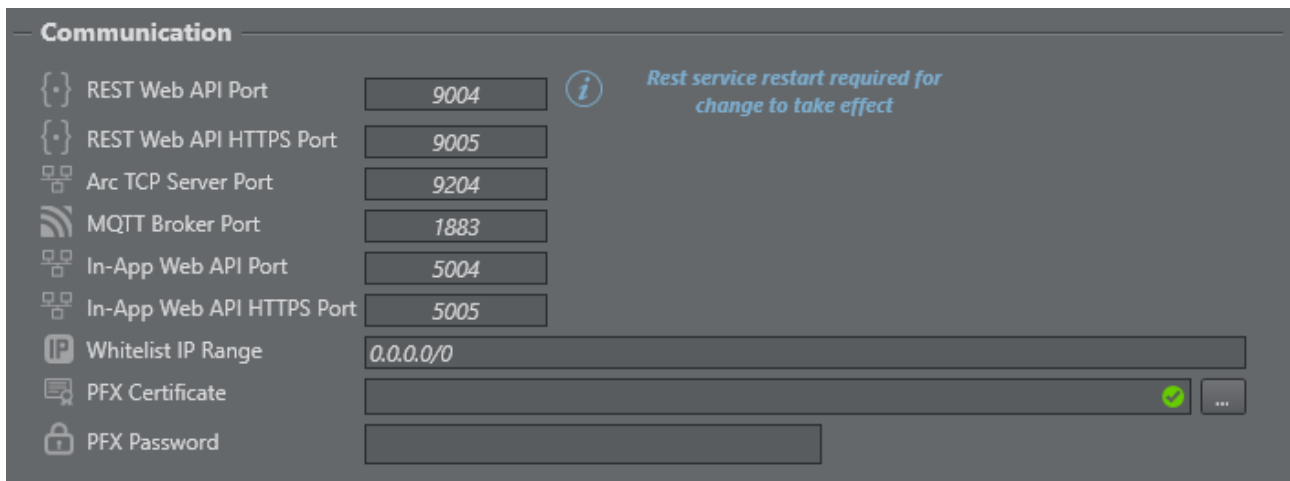 Communication
REST Web API Port 9004 Rest service restart required for
change to take effect
REST Web API HTTPS Port 9005
Arc TCP Server Port 9204
MQTT Broker Port 1883
In-App Web API Port 5004
In-App Web API HTTPS Port 5005
IP Whitelist IP Range 0.0.0.0/0
PFX Certificate ...
PFX Password